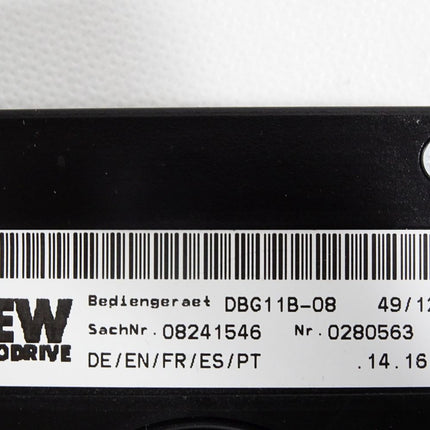 EW
ODRIVE
Bediengeraet DBG11B-08 49/12
SachNr. 08241546 Nr. 0280563
DE/EN/FR/ES/PT .14.16